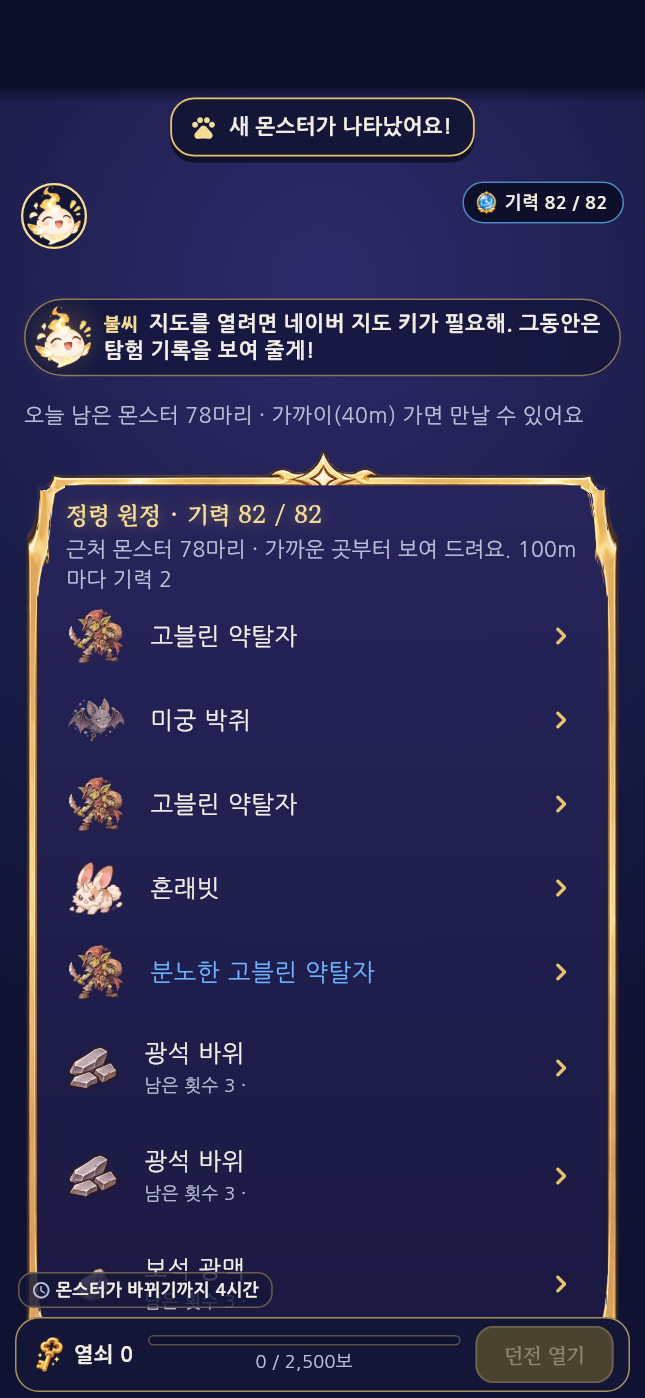 새 몬스터가 나타났어요!
기력 82 / 82
불씨 지도를 열려면 네이버 지도 키가 필요해. 그동안은
탐험 기록을 보여 줄게!
오늘 남은 몬스터 78마리 · 가까이(40m) 가면 만날 수 있어요
정령 원정 · 기력 82 / 82
근처 몬스터 78마리 · 가까운 곳부터 보여 드려요. 100m
마다 기력 2
고블린 약탈자
미궁 박쥐
고블린 약탈자
혼래빗
분노한 고블린 약탈자
광석 바위
남은 횟수 3 ·
광석 바위
남은 횟수 3 ·
보석 광맥
몬스터가 바뀌기까지 4시간
남은 횟수 3 ·
열쇠 0
0 / 2,500보
던전 열기